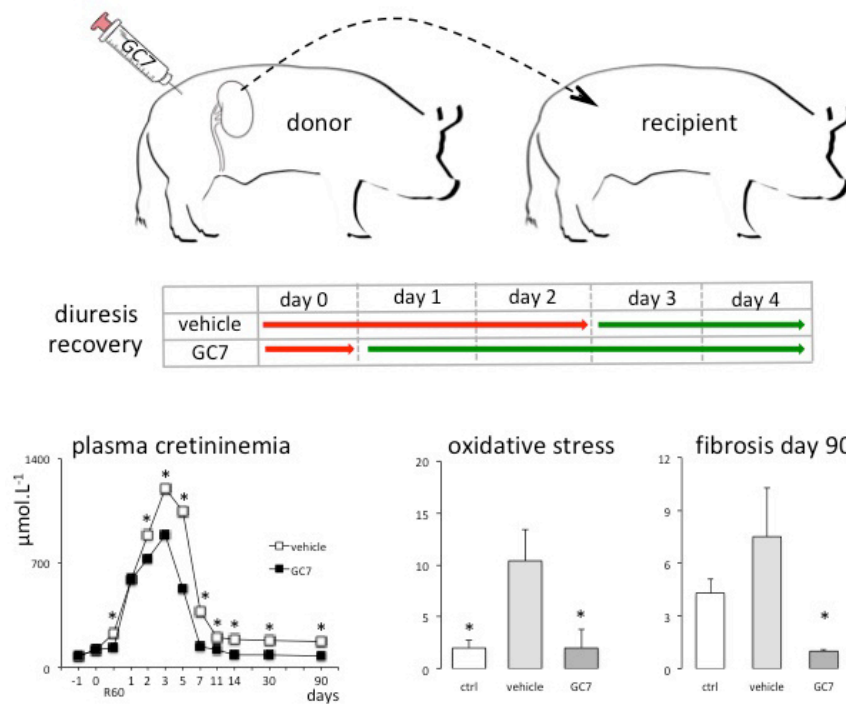 GC7
donor
recipient
day 0 day 1 day 2 day 3 day 4
diuresis
recovery
vehicle
GC7
plasma cretininemia
μmol.L⁻¹
1400
700
0
* * * * * * * * * *
vehicle
GC7
-1 0 R60 1 2 3 5 7 11 14 30 90
days
oxidative stress
20
15
10
5
0
* *
ctrl vehicle GC7
fibrosis day 90
12
9
6
3
0
*
ctrl vehicle GC7